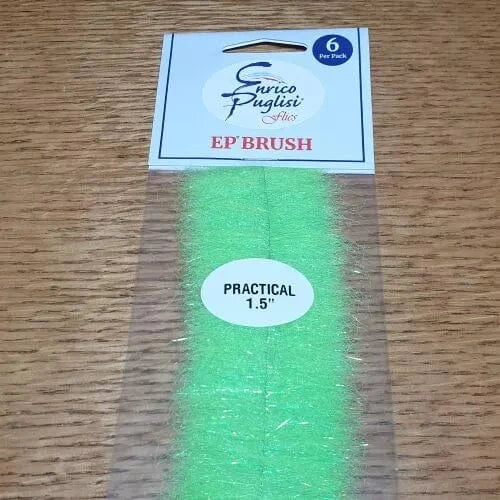 6
Per Pack
Enrico
Puglisi®
Flies
EP® BRUSH
PRACTICAL
1.5"